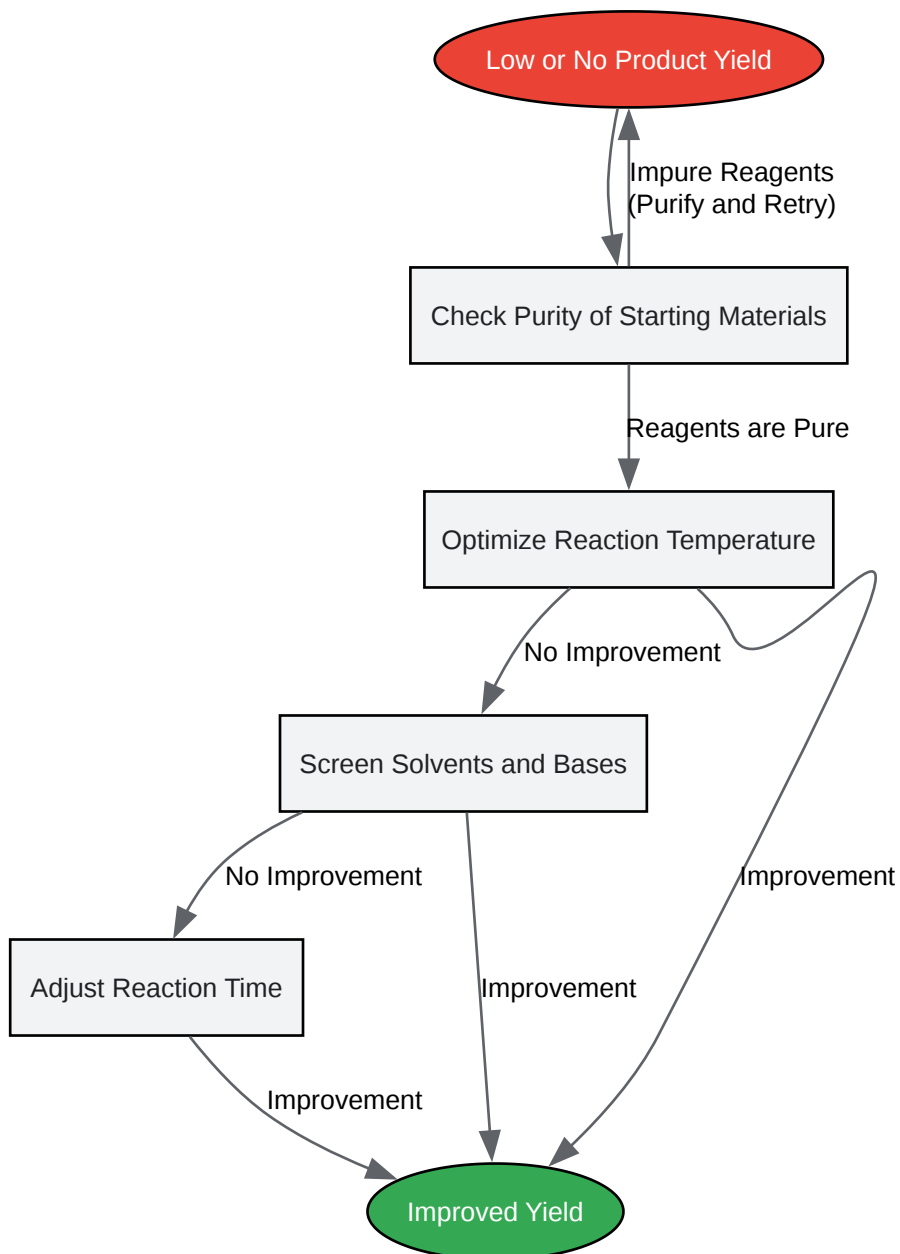 Low or No Product Yield
Impure Reagents
(Purify and Retry)
Check Purity of Starting Materials
Reagents are Pure
Optimize Reaction Temperature
No Improvement
Screen Solvents and Bases
No Improvement
Improvement
Adjust Reaction Time
Improvement
Improvement
Improved Yield